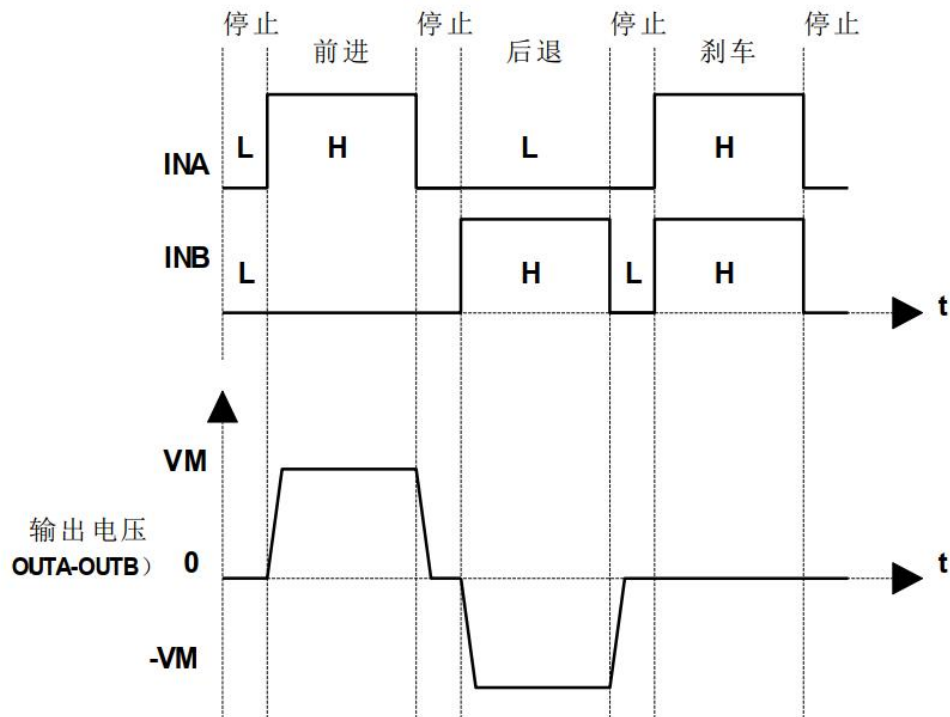 停止 停止 停止 停止
前进 后退 刹车
L H L H
INA
INB
L H L H
t
VM
输出电压
OUTA-OUTB） 0
t
-VM